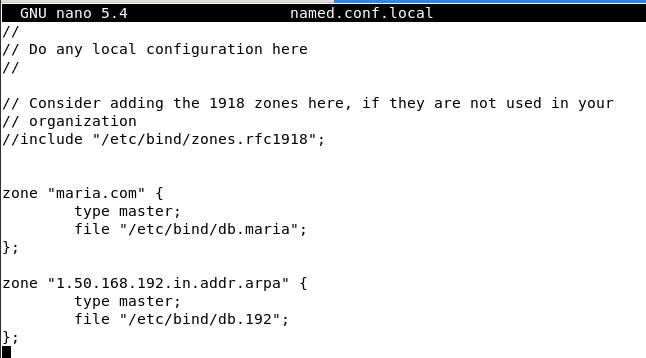 GNU nano 5.4                  named.conf.local
//
// Do any local configuration here
//

// Consider adding the 1918 zones here, if they are not used in your
// organization
//include "/etc/bind/zones.rfc1918";


zone "maria.com" {
        type master;
        file "/etc/bind/db.maria";
};

zone "1.50.168.192.in.addr.arpa" {
        type master;
        file "/etc/bind/db.192";
};